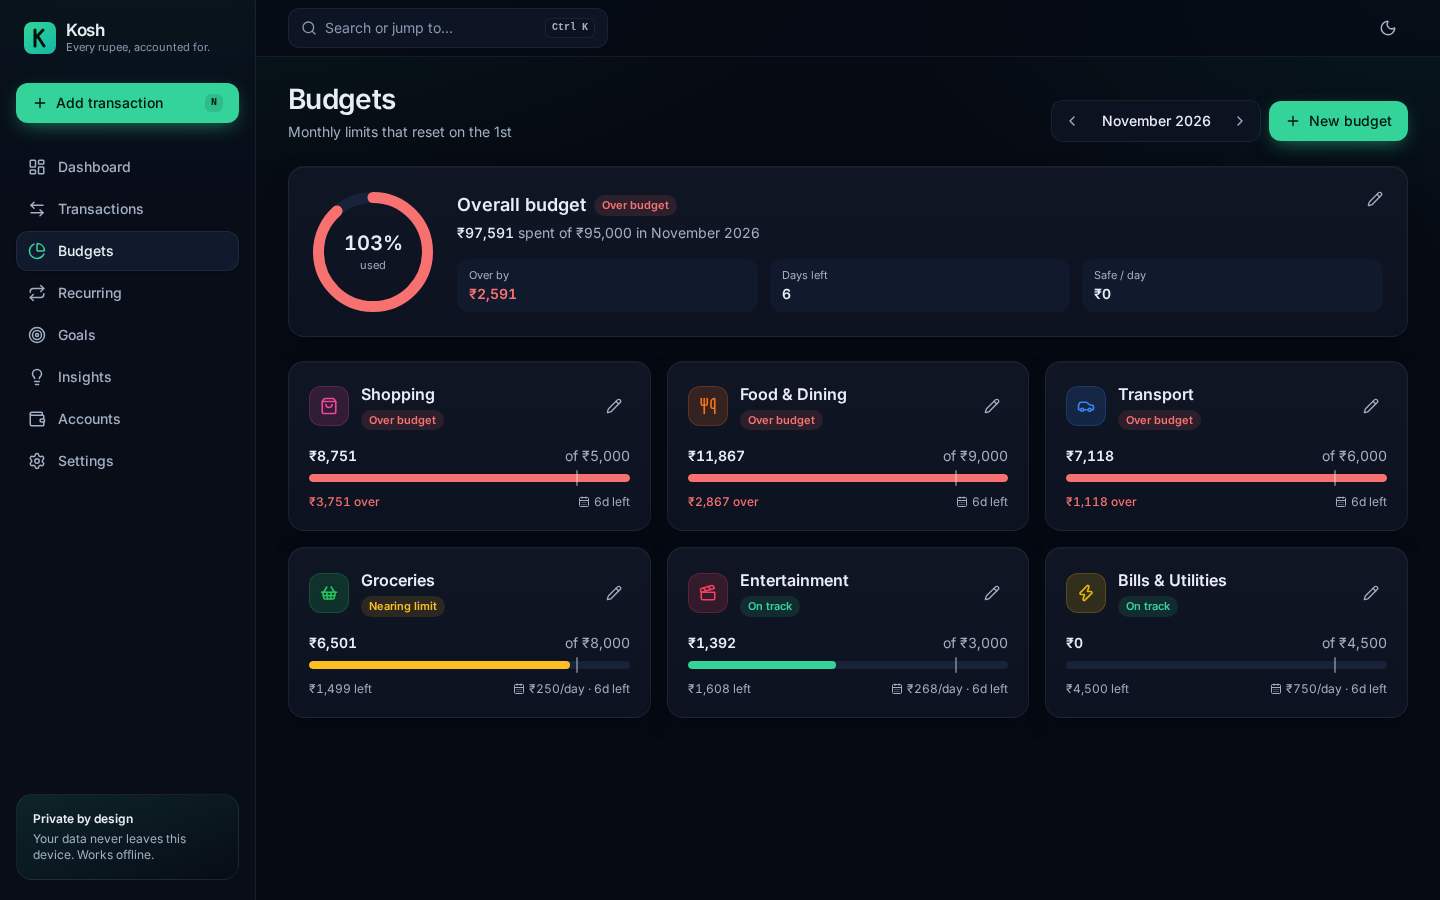 Kosh
Every rupee, accounted for.
Add transaction N
Dashboard
Transactions
Budgets
Recurring
Goals
Insights
Accounts
Settings
Private by design
Your data never leaves this
device. Works offline.
Search or jump to... Ctrl K
Budgets
Monthly limits that reset on the 1st
November 2026
New budget
103%
used
Overall budget Over budget
₹97,591 spent of ₹95,000 in November 2026
Over by
₹2,591
Days left
6
Safe / day
₹0
Shopping
Over budget
₹8,751 of ₹5,000
₹3,751 over 6d left
Food & Dining
Over budget
₹11,867 of ₹9,000
₹2,867 over 6d left
Transport
Over budget
₹7,118 of ₹6,000
₹1,118 over 6d left
Groceries
Nearing limit
₹6,501 of ₹8,000
₹1,499 left ₹250/day · 6d left
Entertainment
On track
₹1,392 of ₹3,000
₹1,608 left ₹268/day · 6d left
Bills & Utilities
On track
₹0 of ₹4,500
₹4,500 left ₹750/day · 6d left